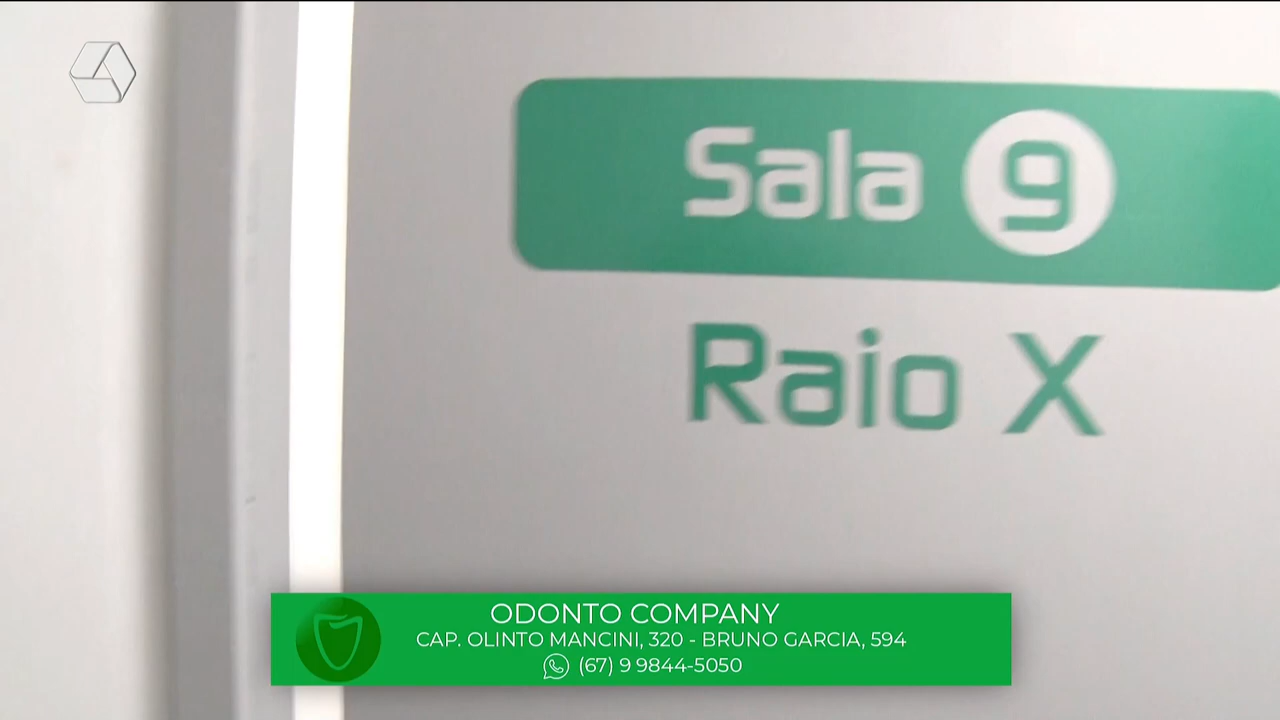 Sala 9
Raio X
ODONTO COMPANY
CAP. OLINTO MANCINI, 320 - BRUNO GARCIA, 594
(67) 9 9844-5050